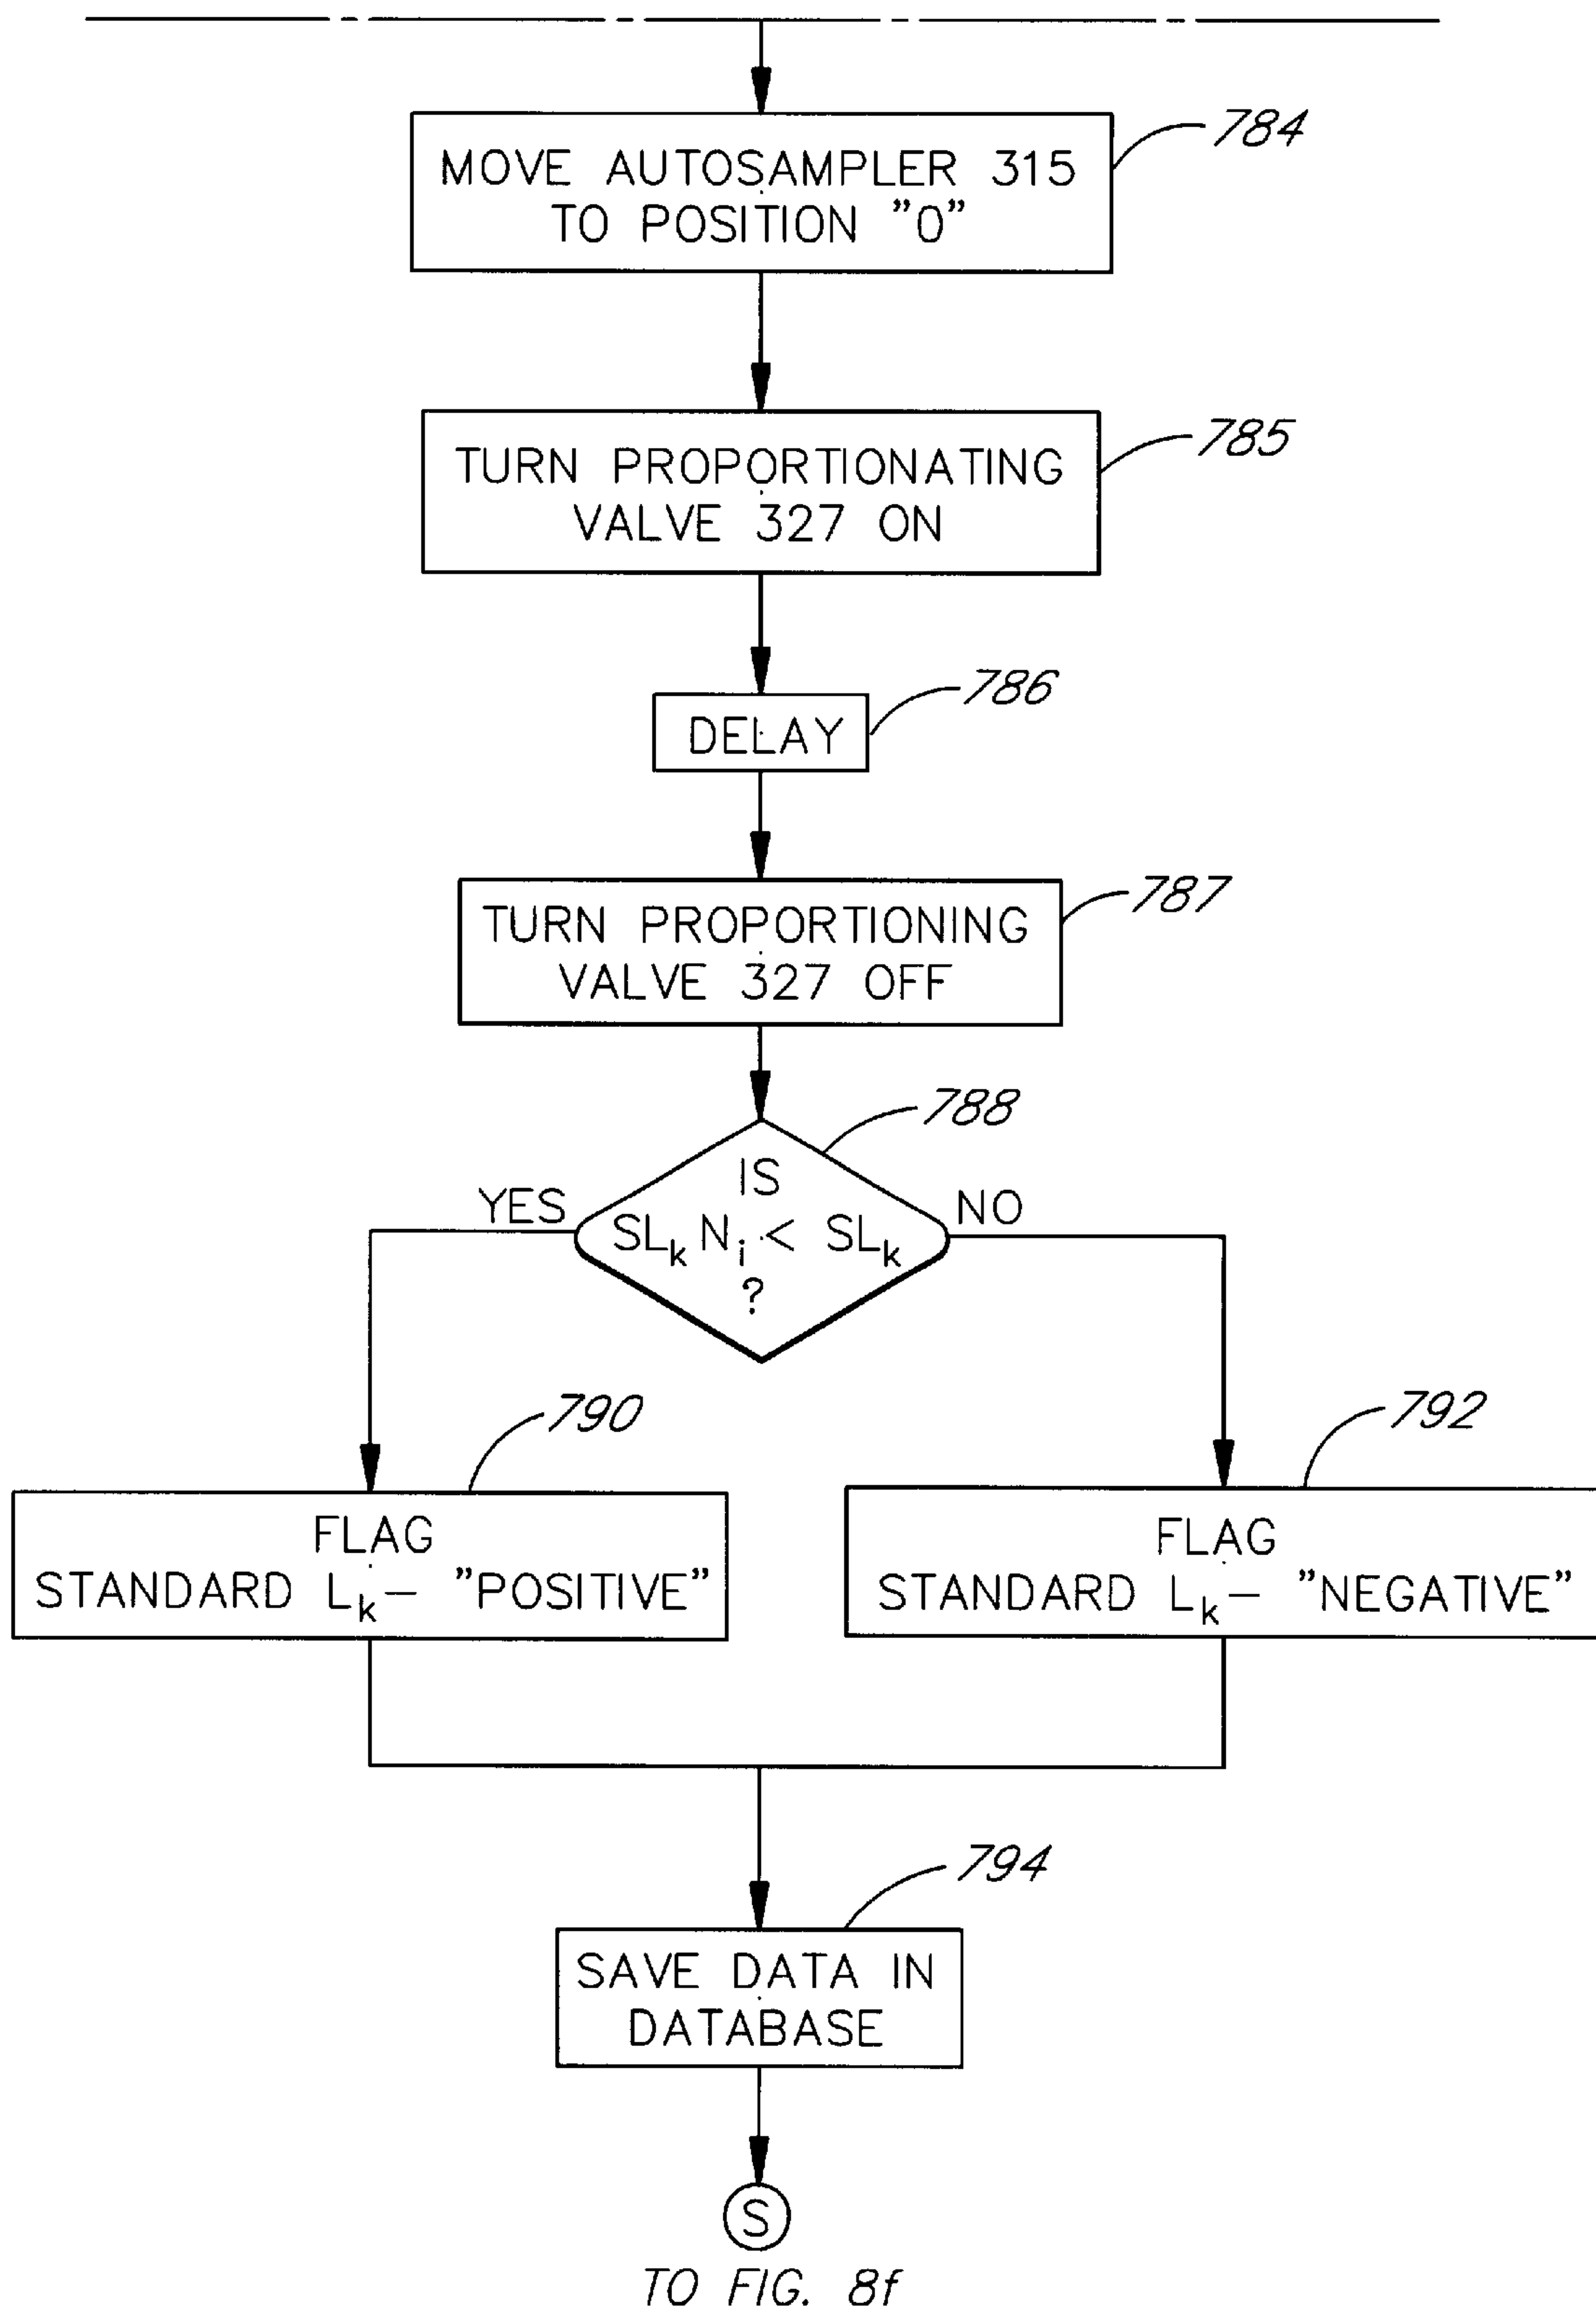 784
MOVE AUTOSAMPLER 315
TO POSITION "0"
785
TURN PROPORTIONATING
VALVE 327 ON
786
DELAY
787
TURN PROPORTIONING
VALVE 327 OFF
788
IS
SLk Ni < SLk
?
YES
NO
790
FLAG
STANDARD Lk– "POSITIVE"
792
FLAG
STANDARD Lk– "NEGATIVE"
794
SAVE DATA IN
DATABASE
S
TO FIG. 8f